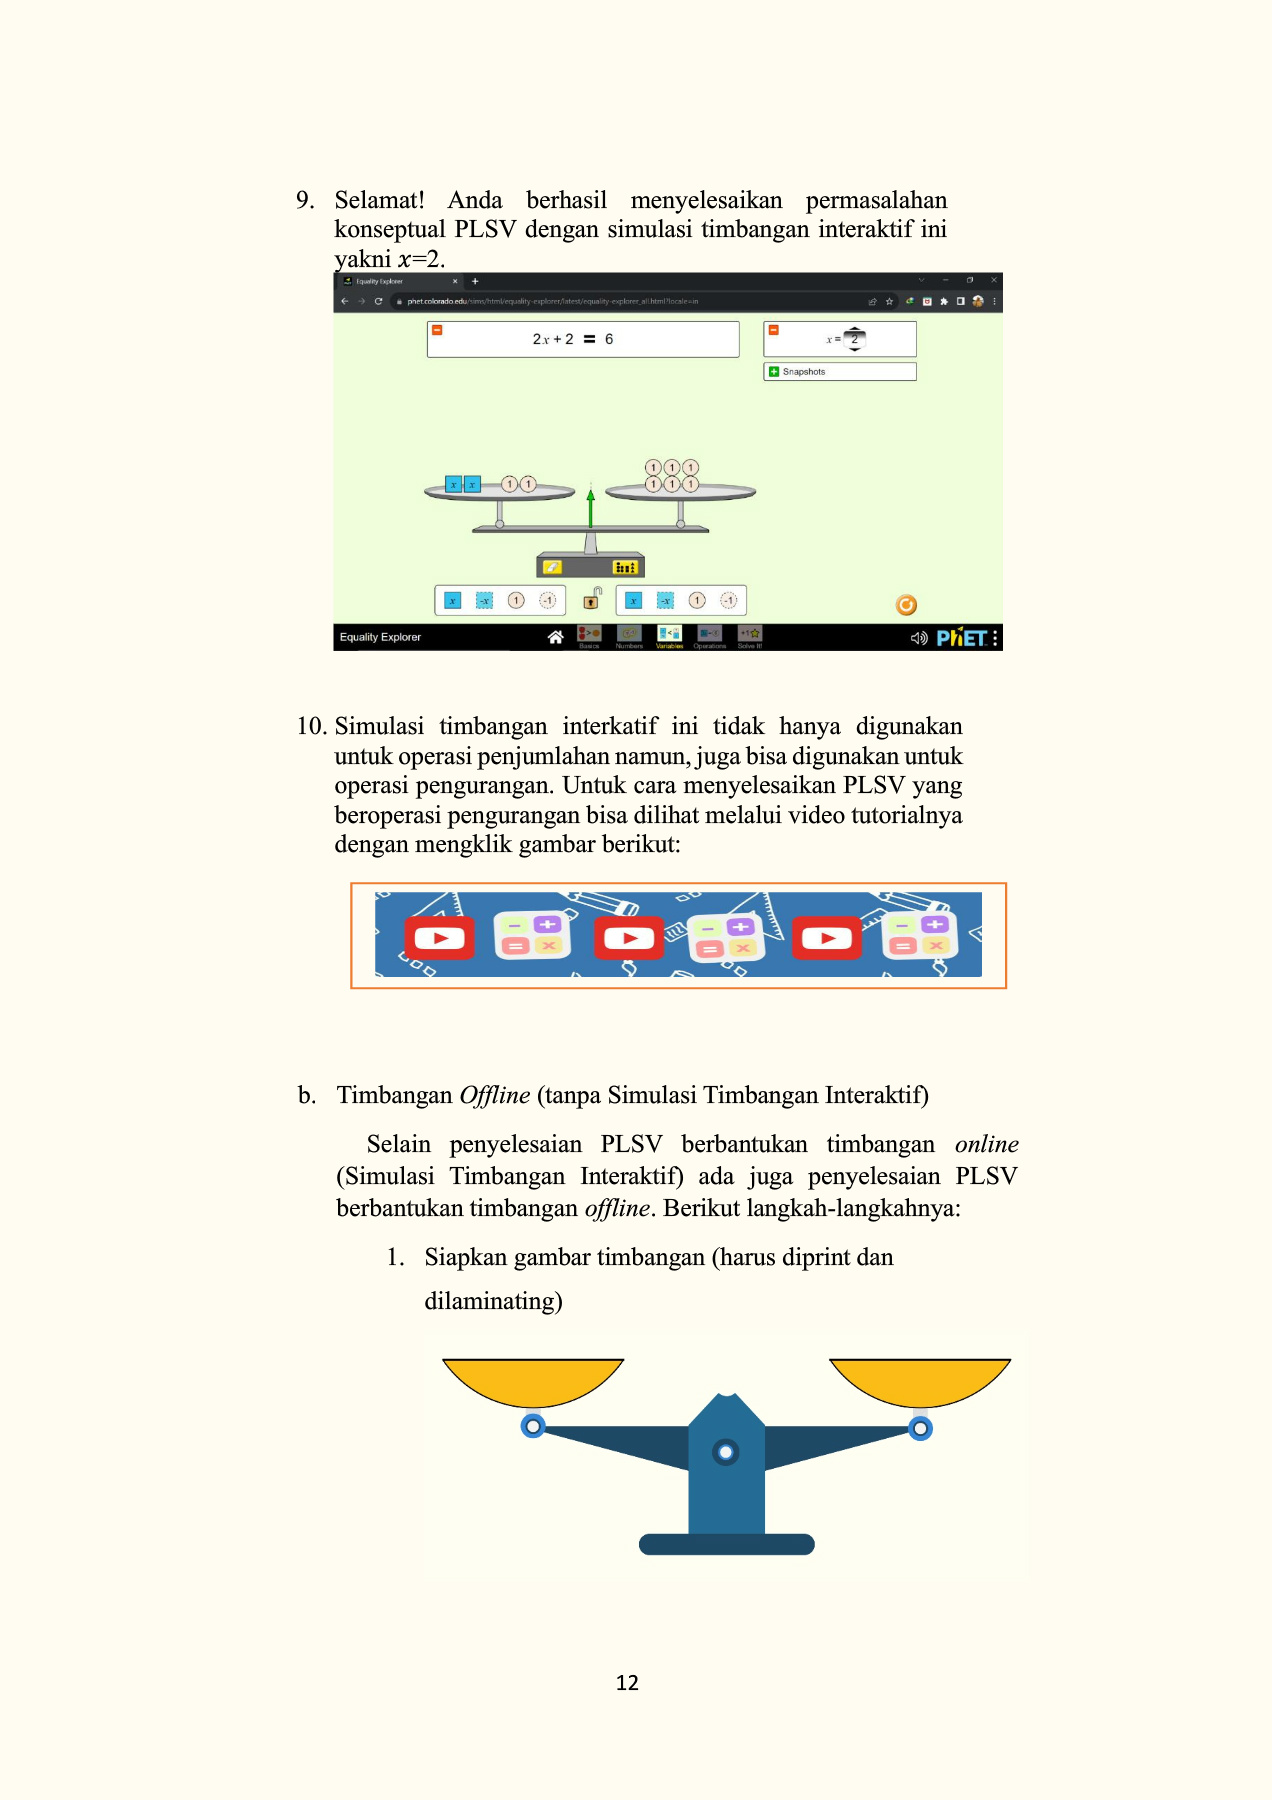 9. Selamat! Anda berhasil menyelesaikan permasalahan
konseptual PLSV dengan simulasi timbangan interaktif ini
yakni x=2.
Equality Explorer
phet.colorado.edu/sims/html/equality-explorer/latest/equality-explorer_all.html?locale=in
2x + 2 = 6
x = 2
Snapshots
1 1 1
x x 1 1 1 1 1
x -x 1 -1 x -x 1 -1
Equality Explorer
Basics Numbers Variables Operations Solve It!
PhET
10. Simulasi timbangan interkatif ini tidak hanya digunakan
untuk operasi penjumlahan namun, juga bisa digunakan untuk
operasi pengurangan. Untuk cara menyelesaikan PLSV yang
beroperasi pengurangan bisa dilihat melalui video tutorialnya
dengan mengklik gambar berikut:
b. Timbangan Offline (tanpa Simulasi Timbangan Interaktif)
Selain penyelesaian PLSV berbantukan timbangan online
(Simulasi Timbangan Interaktif) ada juga penyelesaian PLSV
berbantukan timbangan offline. Berikut langkah-langkahnya:
1. Siapkan gambar timbangan (harus diprint dan
dilaminating)
12